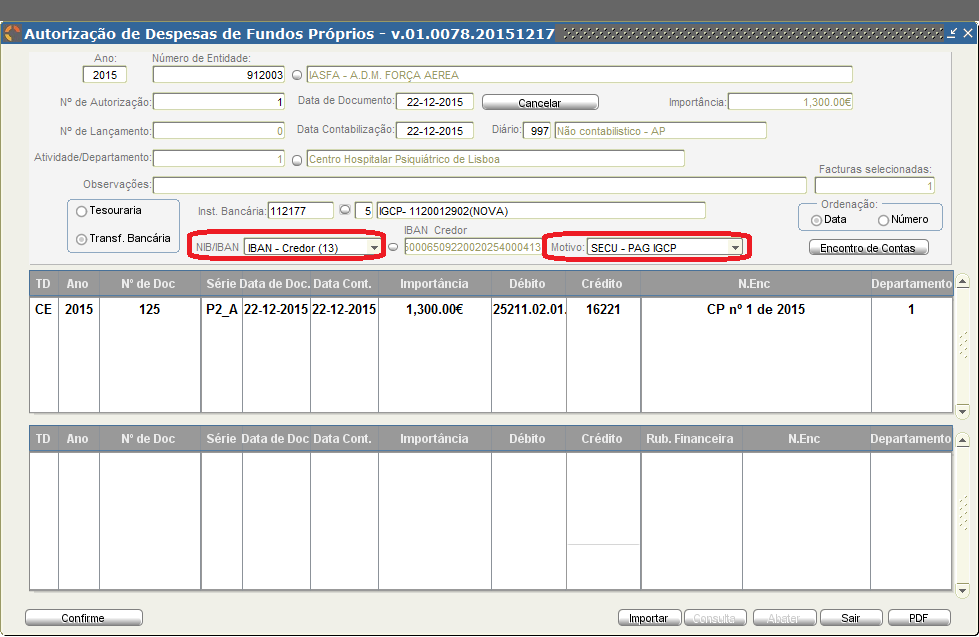 Autorização de Despesas de Fundos Próprios - v.01.0078.20151217
Ano: Número de Entidade:
2015 912003 IASFA - A.D.M. FORÇA AEREA
Nº de Autorização: 1 Data de Documento: 22-12-2015 Cancelar Importância: 1,300.00€
Nº de Lançamento: 0 Data Contabilização: 22-12-2015 Diário: 997 Não contabilistico - AP
Atividade/Departamento: 1 Centro Hospitalar Psiquiátrico de Lisboa
Facturas selecionadas:
Observações: 1
Tesouraria Inst. Bancária: 112177 5 IGCP- 1120012902(NOVA) Ordenação:
Data Número
Transf. Bancária IBAN Credor
NIB/IBAN IBAN - Credor (13) 50006509220020254000413 Motivo: SECU - PAG IGCP Encontro de Contas
TD Ano Nº de Doc Série Data de Doc. Data Cont. Importância Débito Crédito N.Enc Departamento
CE 2015 125 P2_A 22-12-2015 22-12-2015 1,300.00€ 25211.02.01. 16221 CP nº 1 de 2015 1
TD Ano Nº de Doc Série Data de Doc Data Cont. Importância Débito Crédito Rub. Financeira N.Enc Departamento
Confirme Importar Consulta Abater Sair PDF